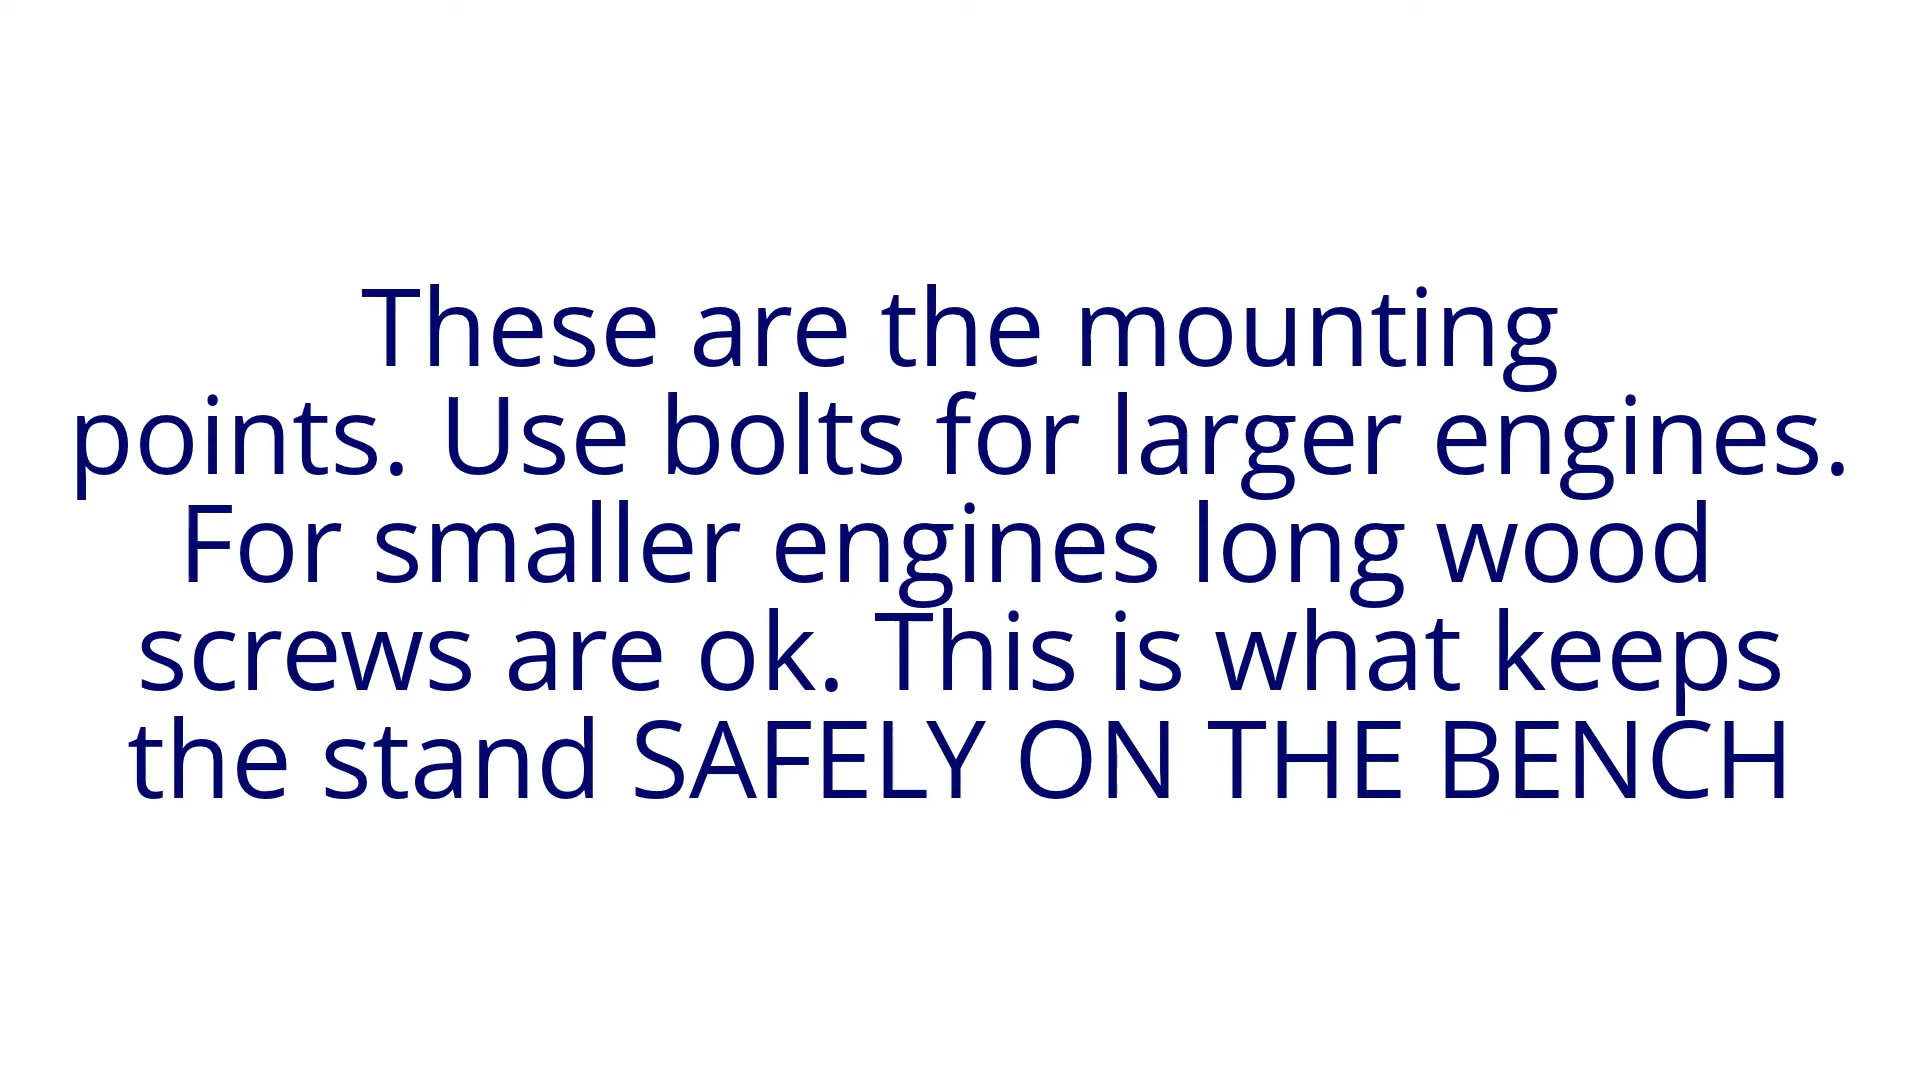 These are the mounting
points. Use bolts for larger engines.
For smaller engines long wood
screws are ok. This is what keeps
the stand SAFELY ON THE BENCH